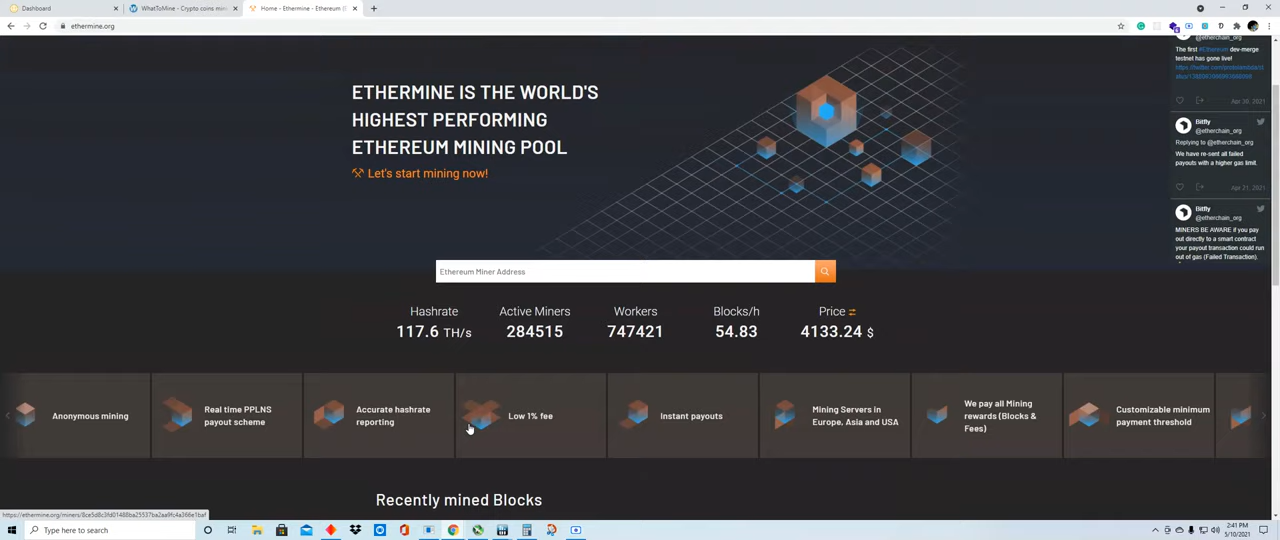 Dashboard
WhatToMine - Crypto coins min
Home - Ethermine - Ethereum (
ethermine.org
@etherchain_org
The first #Ethereum dev-merge
testnet has gone live!
Apr 30, 2021
Bitfly
@etherchain_org
Replying to @etherchain_org
We have re-sent all failed
payouts with a higher gas limit.
Apr 21, 2021
Bitfly
@etherchain_org
MINERS BE AWARE if you pay
out directly to a smart contract
your payout transaction could run
out of gas (Failed Transaction).
ETHERMINE IS THE WORLD'S
HIGHEST PERFORMING
ETHEREUM MINING POOL
Let's start mining now!
Ethereum Miner Address
Hashrate Active Miners Workers Blocks/h Price
117.6 TH/s 284515 747421 54.83 4133.24 $
Anonymous mining
Real time PPLNS
payout scheme
Accurate hashrate
reporting
Low 1% fee
Instant payouts
Mining Servers in
Europe, Asia and USA
We pay all Mining
rewards (Blocks &
Fees)
Customizable minimum
payment threshold
Recently mined Blocks
Type here to search
2:41 PM
5/10/2021